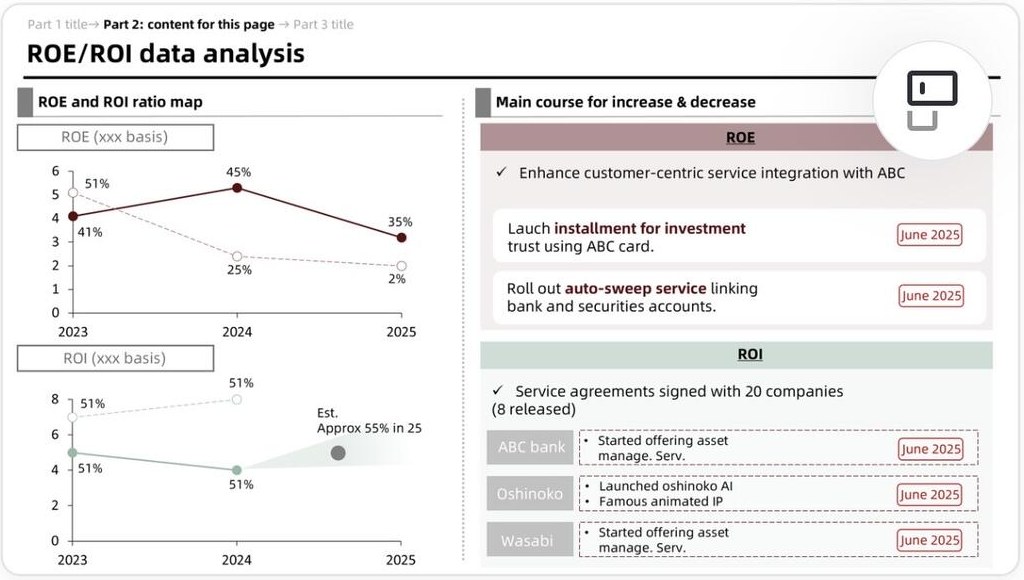 Part 1 title→ Part 2: content for this page → Part 3 title
ROE/ROI data analysis
ROE and ROI ratio map
ROE (xxx basis)
6
5
4
3
2
1
0
51%
41%
45%
25%
35%
2%
2023
2024
2025
ROI (xxx basis)
8
6
4
2
0
51%
51%
51%
51%
Est.
Approx 55% in 25
2023
2024
2025
Main course for increase & decrease
ROE
✓ Enhance customer-centric service integration with ABC
Lauch installment for investment
trust using ABC card.
June 2025
Roll out auto-sweep service linking
bank and securities accounts.
June 2025
ROI
✓ Service agreements signed with 20 companies
(8 released)
ABC bank
• Started offering asset
manage. Serv.
June 2025
Oshinoko
• Launched oshinoko AI
• Famous animated IP
June 2025
Wasabi
• Started offering asset
manage. Serv.
June 2025